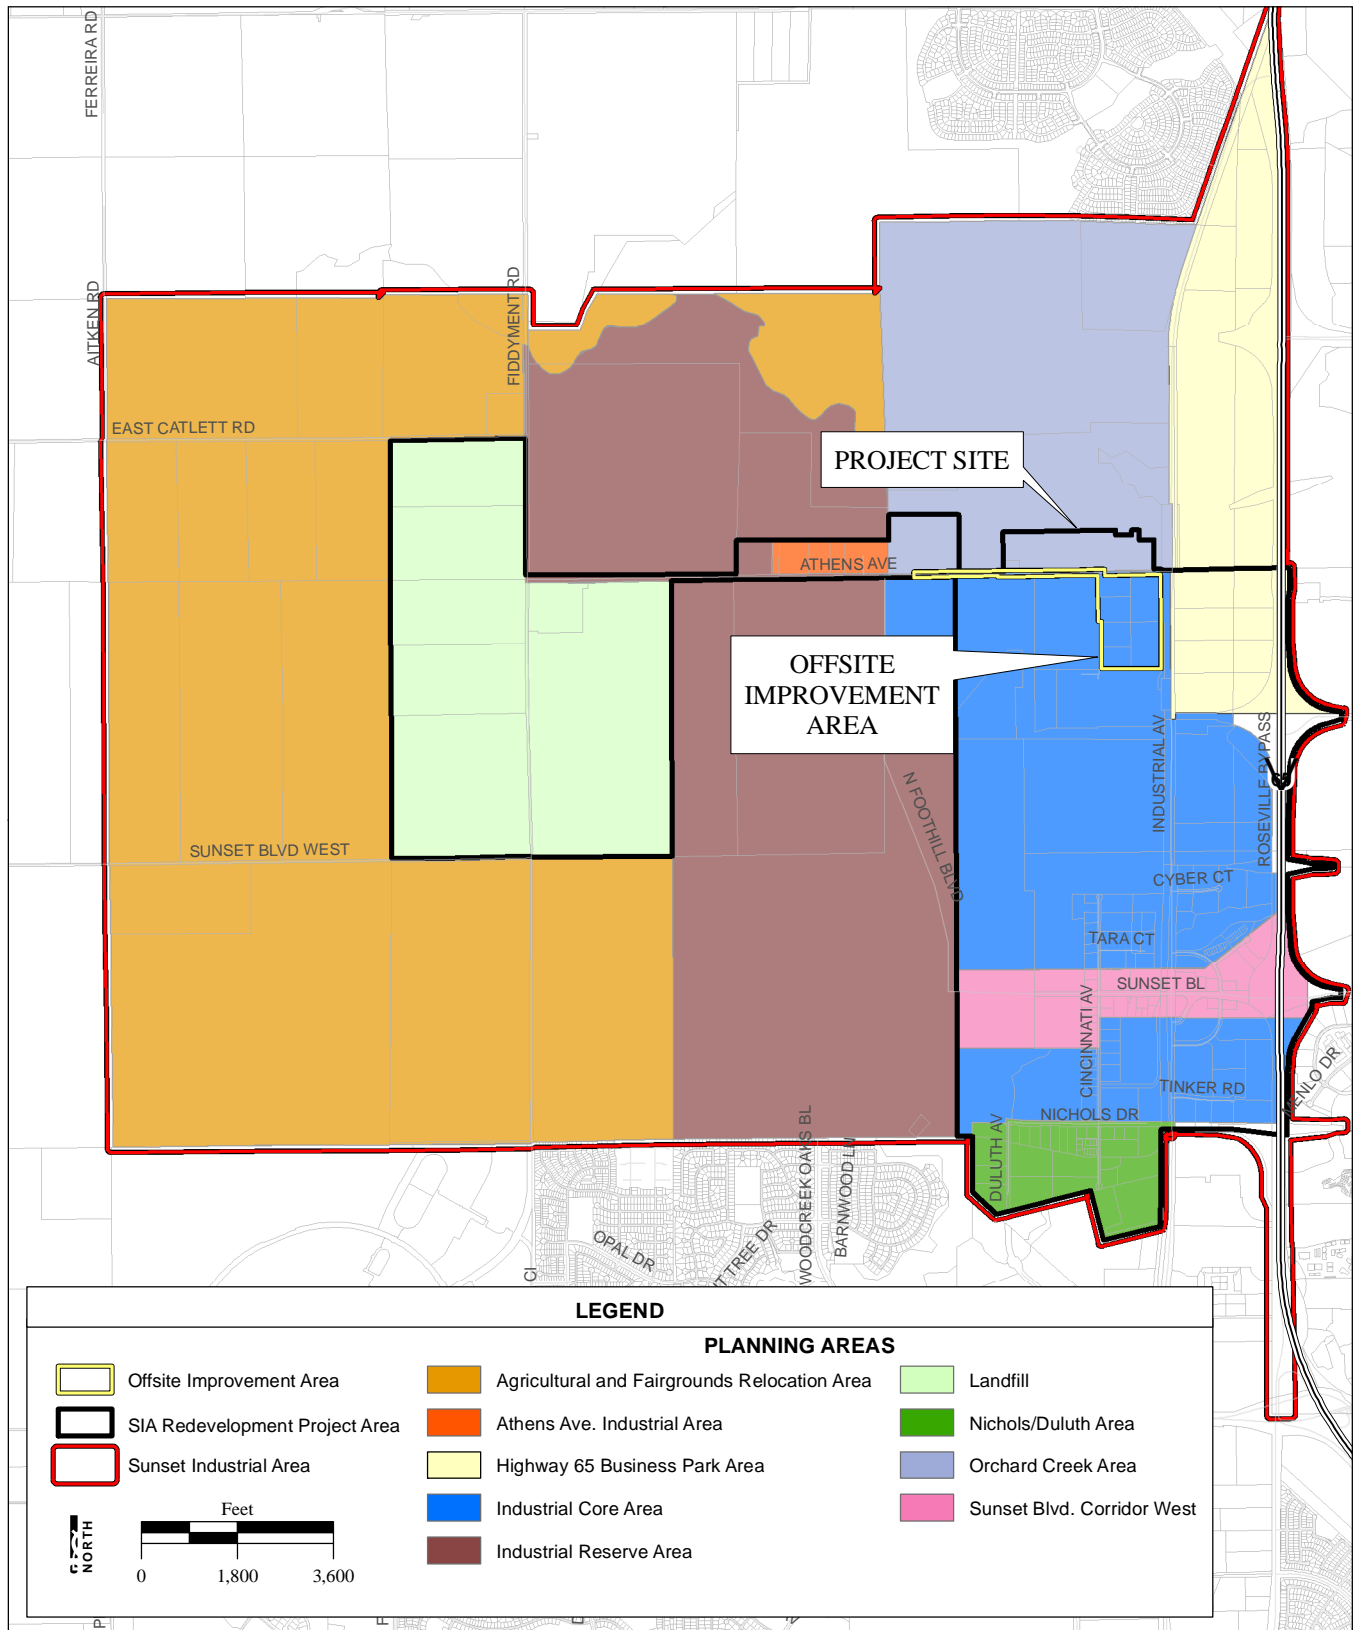 FERREIRA RD
AITKEN RD
FIDDYMENT RD
EAST CATLETT RD
PROJECT SITE
ATHENS AVE
OFFSITE
IMPROVEMENT
AREA
INDUSTRIAL AV
ROSEVILLE BYPASS
N FOOTHILL BLVD
SUNSET BLVD WEST
CYBER CT
TARA CT
SUNSET BL
CINCINNATI AV
TINKER RD
MENLO DR
NICHOLS DR
DULUTH AV
WOODCREEK OAKS BL
BARNWOOD LN
OPAL DR
TREE DR
CI
LEGEND
PLANNING AREAS
Offsite Improvement Area
SIA Redevelopment Project Area
Sunset Industrial Area
Agricultural and Fairgrounds Relocation Area
Athens Ave. Industrial Area
Highway 65 Business Park Area
Industrial Core Area
Industrial Reserve Area
Landfill
Nichols/Duluth Area
Orchard Creek Area
Sunset Blvd. Corridor West
NORTH
Feet
0 1,800 3,600